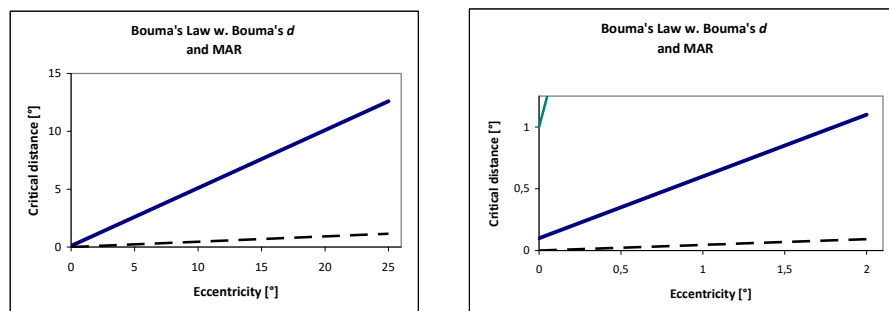 Bouma's Law w. Bouma's d
and MAR
15
10
5
0
0 5 10 15 20 25
Critical distance [°]
Eccentricity [°]
Bouma's Law w. Bouma's d
and MAR
1
0,5
0
0 0,5 1 1,5 2
Critical distance [°]
Eccentricity [°]